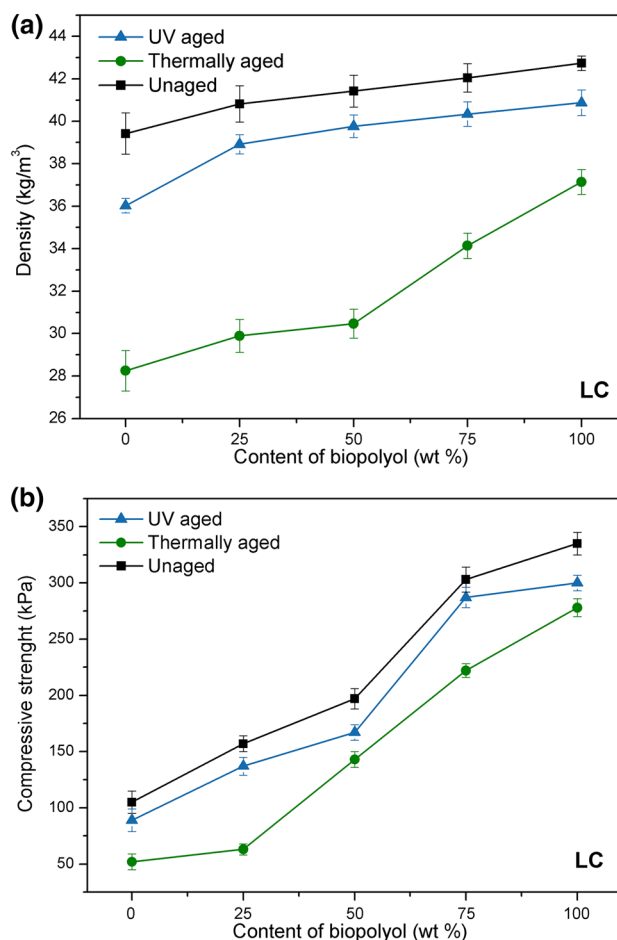 (a)
UV aged
Thermally aged
Unaged
44
42
40
38
36
34
32
30
28
26
Density (kg/m³)
LC
0 25 50 75 100
Content of biopolyol (wt %)
(b)
UV aged
Thermally aged
Unaged
350
300
250
200
150
100
50
Compressive strenght (kPa)
LC
0 25 50 75 100
Content of biopolyol (wt %)